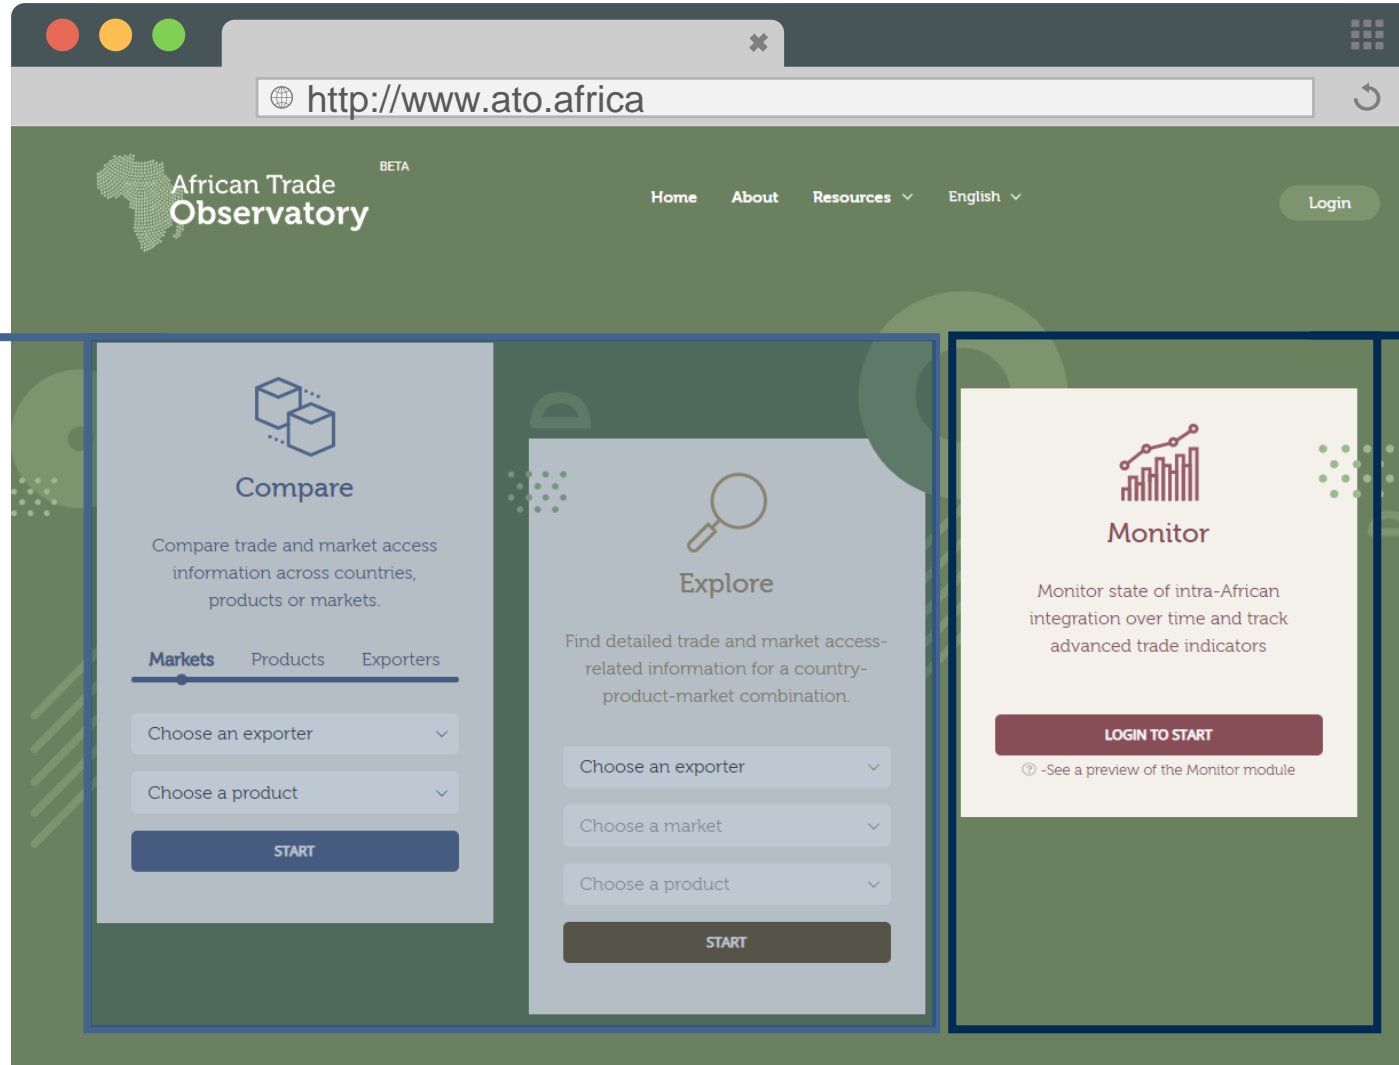 http://www.ato.africa
African Trade
Observatory
BETA
Home About Resources English
Login
Compare
Compare trade and market access
information across countries,
products or markets.
Markets Products Exporters
Choose an exporter
Choose a product
START
Explore
Find detailed trade and market access-
related information for a country-
product-market combination.
Choose an exporter
Choose a market
Choose a product
START
Monitor
Monitor state of intra-African
integration over time and track
advanced trade indicators
LOGIN TO START
? -See a preview of the Monitor module